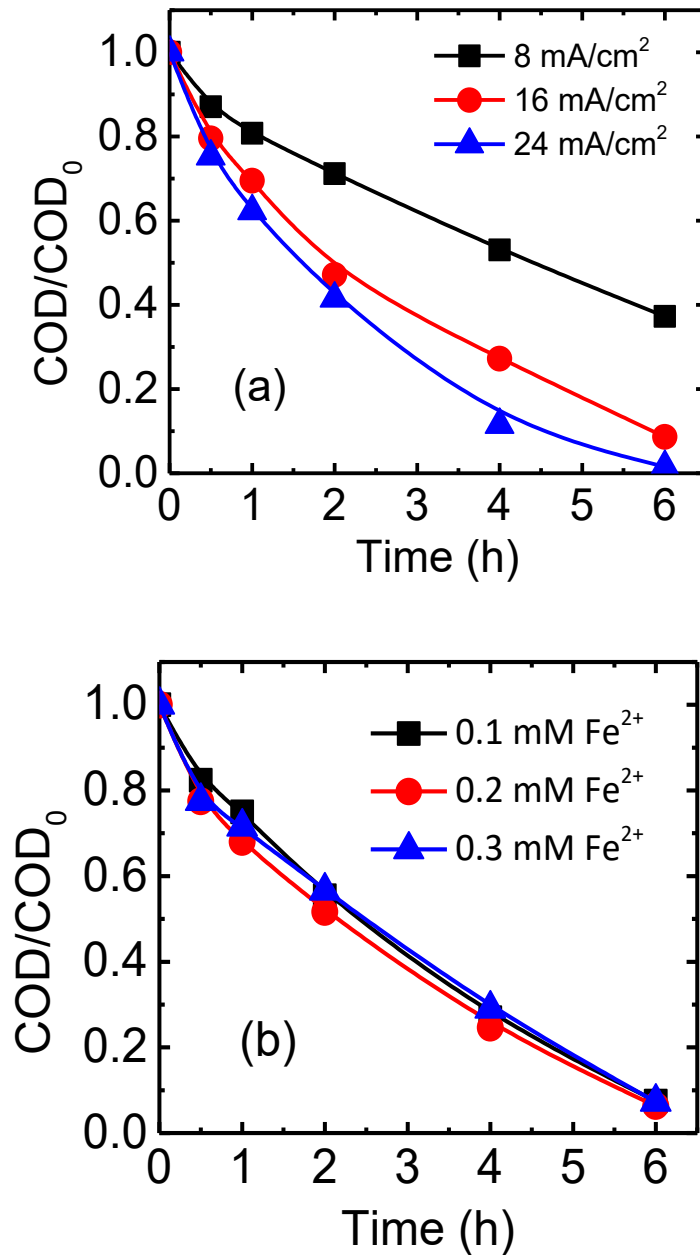 1.0
0.8
0.6
0.4
0.2
0.0
COD/COD₀
8 mA/cm²
16 mA/cm²
24 mA/cm²
(a)
0 1 2 3 4 5 6
Time (h)
1.0
0.8
0.6
0.4
0.2
0.0
COD/COD₀
0.1 mM Fe²⁺
0.2 mM Fe²⁺
0.3 mM Fe²⁺
(b)
0 1 2 3 4 5 6
Time (h)